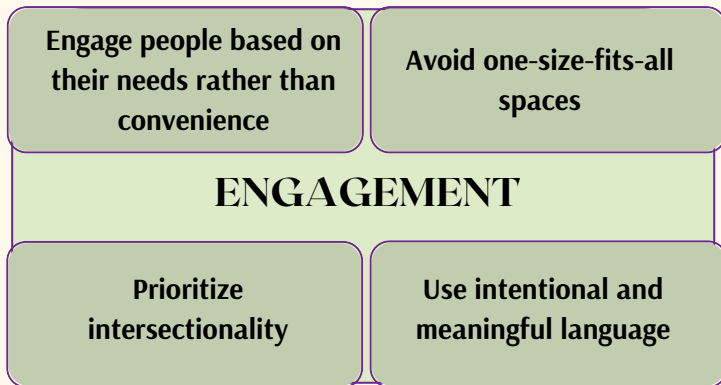 Engage people based on
their needs rather than
convenience
Avoid one-size-fits-all
spaces
ENGAGEMENT
Prioritize
intersectionality
Use intentional and
meaningful language